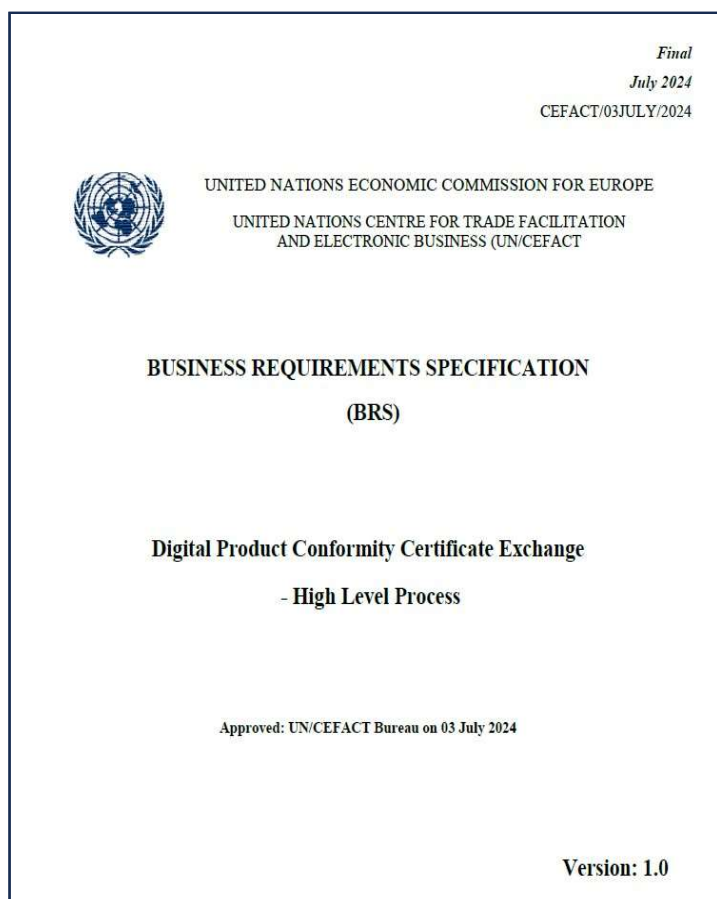 Final
July 2024
CEFACT/03JULY/2024
UNITED NATIONS ECONOMIC COMMISSION FOR EUROPE
UNITED NATIONS CENTRE FOR TRADE FACILITATION
AND ELECTRONIC BUSINESS (UN/CEFACT
BUSINESS REQUIREMENTS SPECIFICATION
(BRS)
Digital Product Conformity Certificate Exchange
- High Level Process
Approved: UN/CEFACT Bureau on 03 July 2024
Version: 1.0